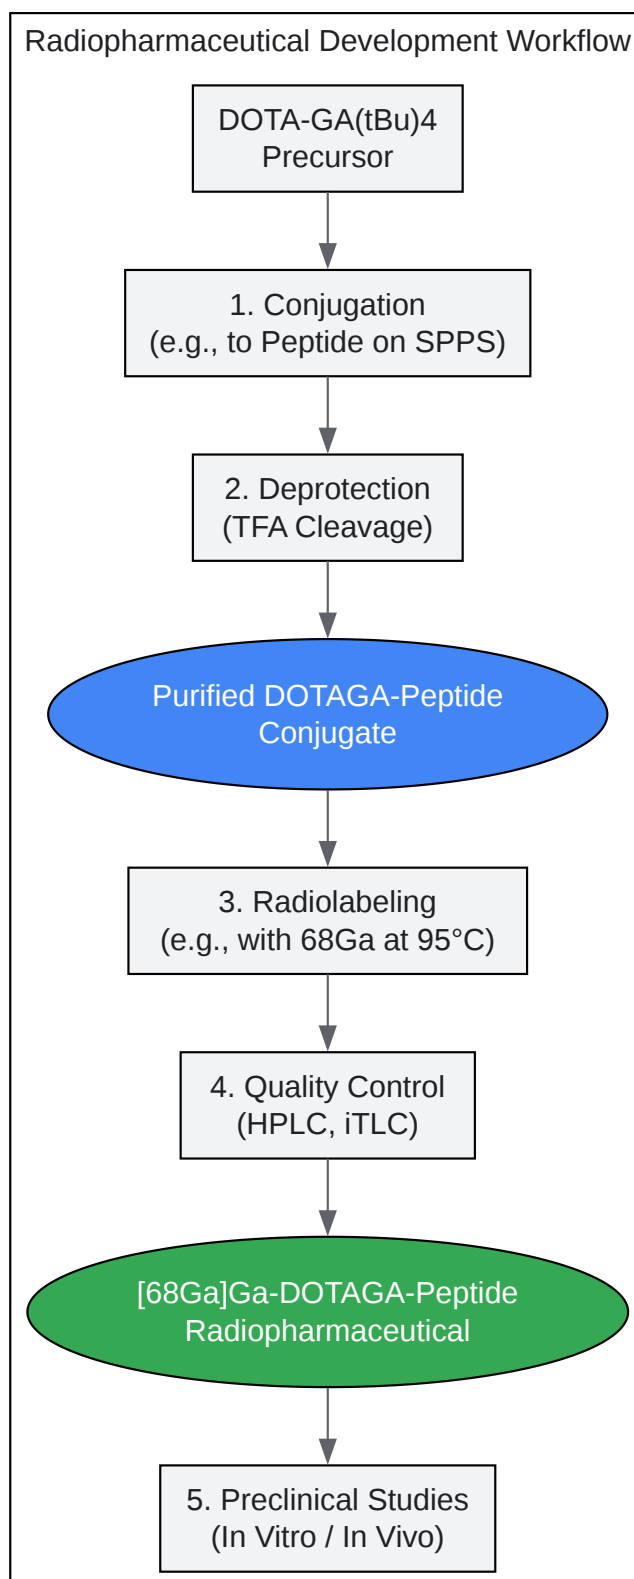 Radiopharmaceutical Development Workflow
DOTA-GA(tBu)4
Precursor
1. Conjugation
(e.g., to Peptide on SPPS)
2. Deprotection
(TFA Cleavage)
Purified DOTAGA-Peptide
Conjugate
3. Radiolabeling
(e.g., with 68Ga at 95°C)
4. Quality Control
(HPLC, iTLC)
[68Ga]Ga-DOTAGA-Peptide
Radiopharmaceutical
5. Preclinical Studies
(In Vitro / In Vivo)